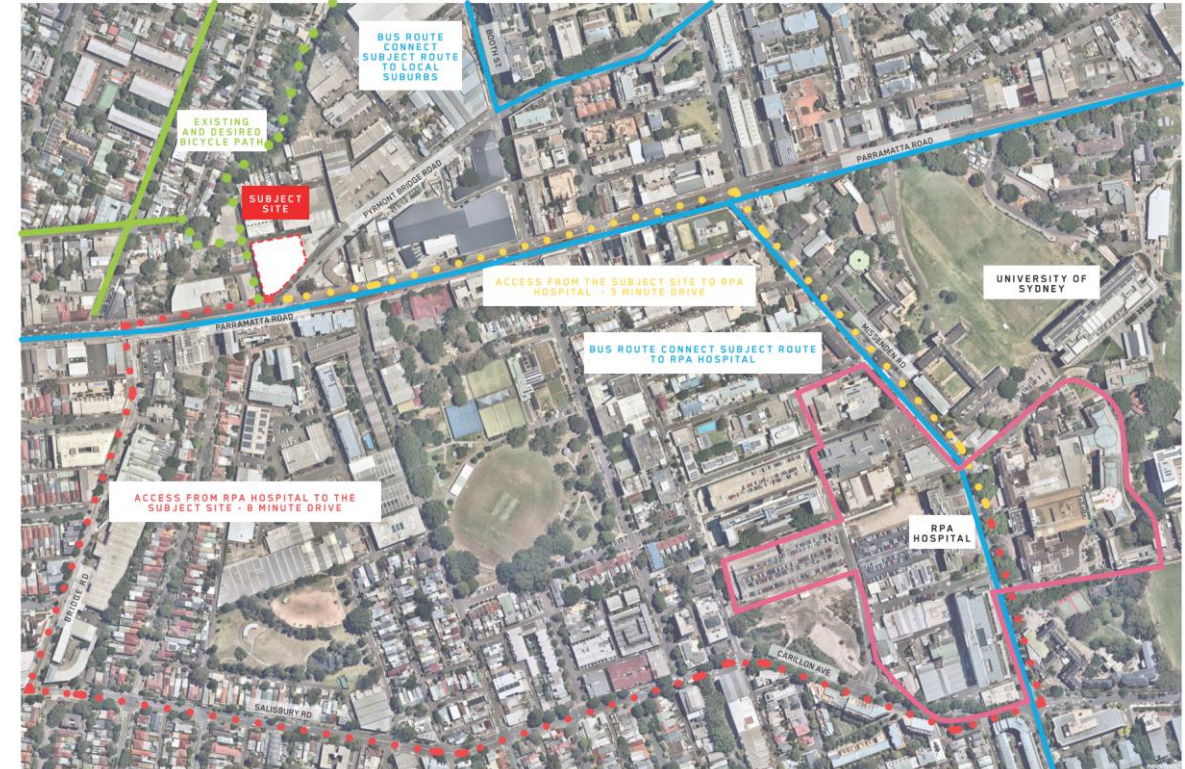 BUS ROUTE
CONNECT
SUBJECT ROUTE
TO LOCAL
SUBURBS
BOOTH ST
EXISTING
AND DESIRED
BICYCLE PATH
PARRAMATTA ROAD
PYRMONT BRIDGE ROAD
SUBJECT
SITE
ACCESS FROM THE SUBJECT SITE TO RPA
HOSPITAL - 3 MINUTE DRIVE
UNIVERSITY OF
SYDNEY
PARRAMATTA ROAD
BUS ROUTE CONNECT SUBJECT ROUTE
TO RPA HOSPITAL
MISSENDEN RD
ACCESS FROM RPA HOSPITAL TO THE
SUBJECT SITE - 8 MINUTE DRIVE
RPA
HOSPITAL
BRIDGE RD
CARILLON AVE
SALISBURY RD